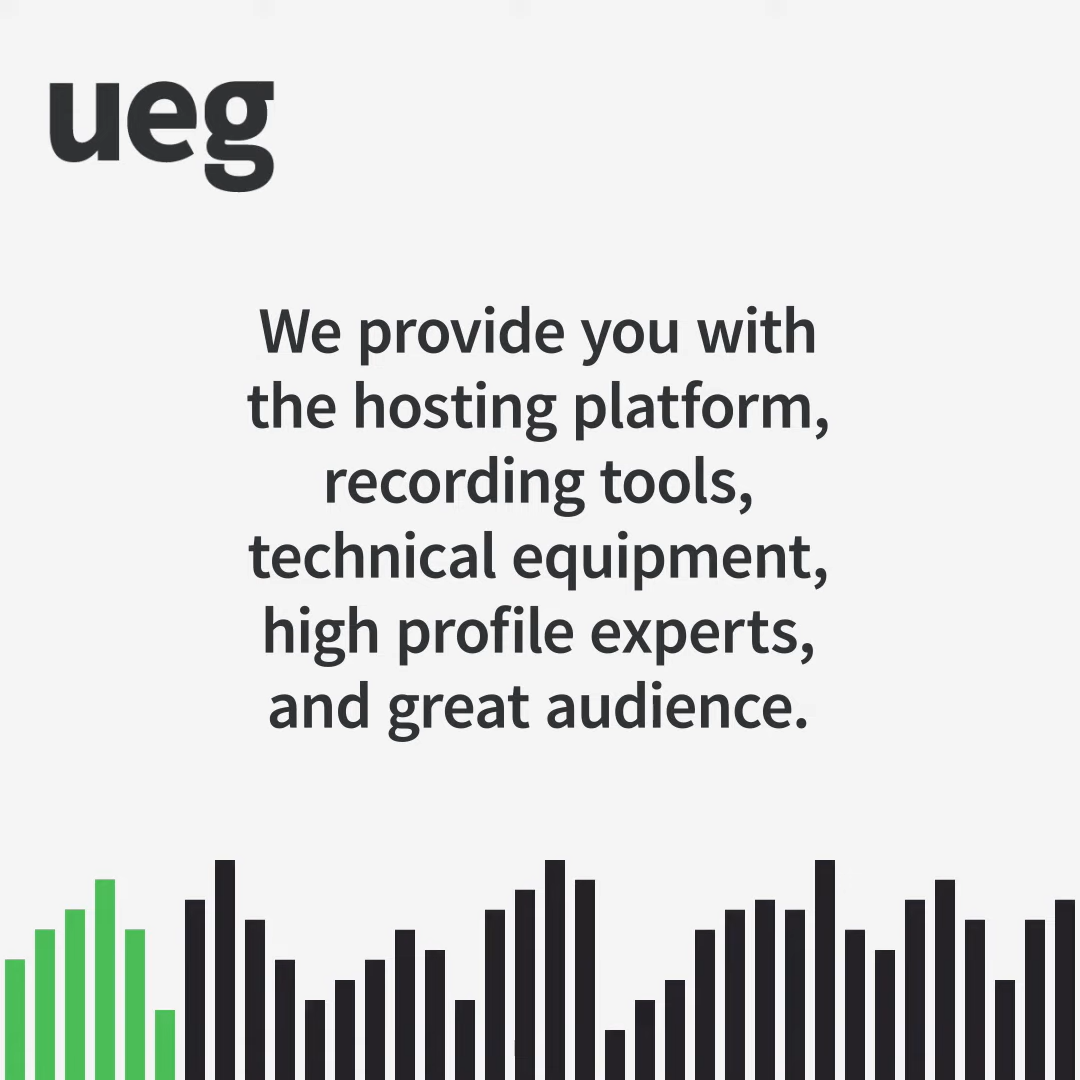 ueg
We provide you with
the hosting platform,
recording tools,
technical equipment,
high profile experts,
and great audience.